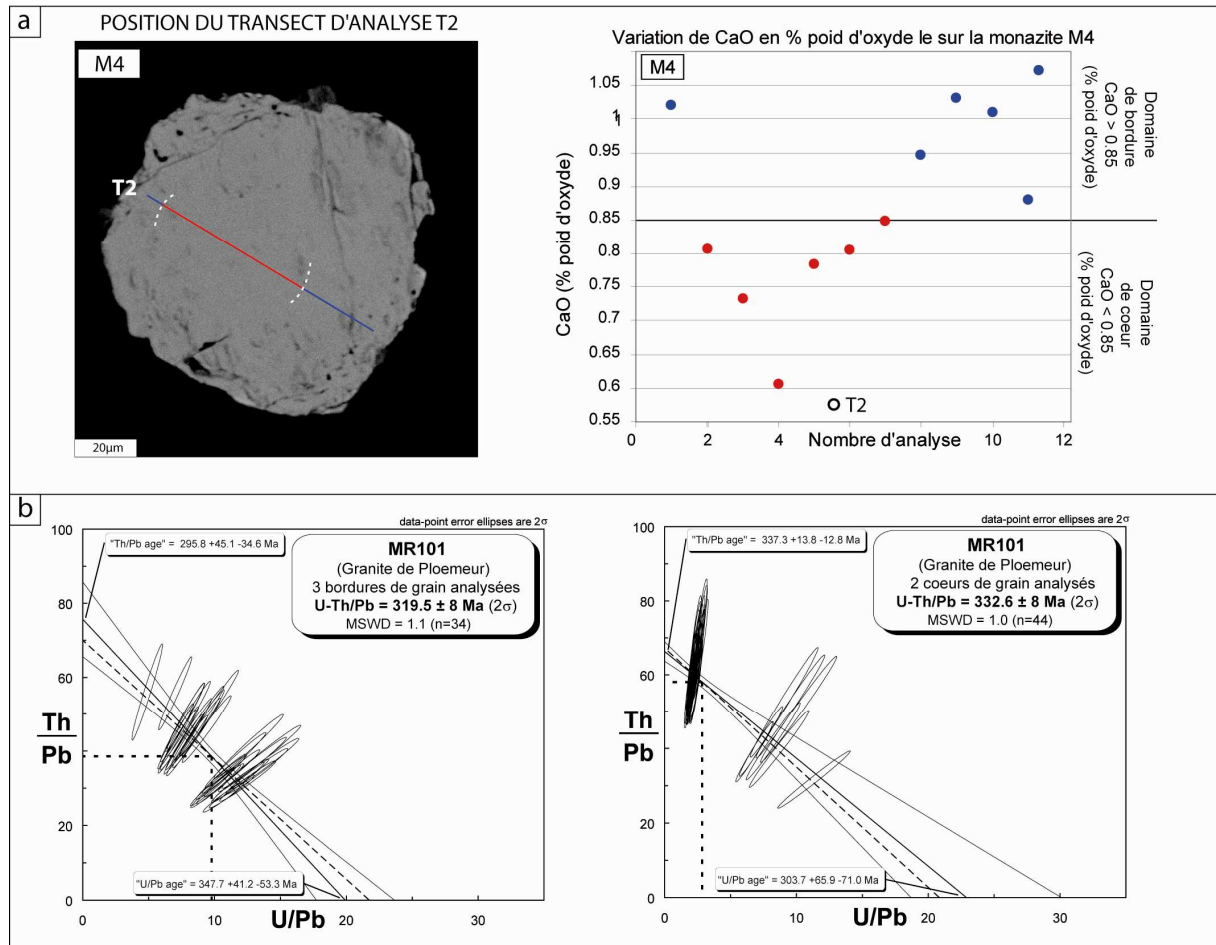 a
POSITION DU TRANSECT D'ANALYSE T2
M4
T2
20µm
Variation de CaO en % poid d'oxyde le sur la monazite M4
M4
CaO (% poid d'oxyde)
1.05
1
0.95
0.9
0.85
0.8
0.75
0.7
0.65
0.6
0.55
0
2
4
6
8
10
12
T2
Nombre d'analyse
Domaine
de bordure
CaO > 0.85
(% poid d'oxyde)
Domaine
de coeur
CaO < 0.85
(% poid d'oxyde)
b
data-point error ellipses are 2σ
"Th/Pb age" = 295.8 +45.1 -34.6 Ma
MR101
(Granite de Ploemeur)
3 bordures de grain analysées
U-Th/Pb = 319.5 ± 8 Ma (2σ)
MSWD = 1.1 (n=34)
100
80
60
40
20
0
Th
Pb
"U/Pb age" = 347.7 +41.2 -53.3 Ma
0
10
20
30
U/Pb
data-point error ellipses are 2σ
"Th/Pb age" = 337.3 +13.8 -12.8 Ma
MR101
(Granite de Ploemeur)
2 coeurs de grain analysés
U-Th/Pb = 332.6 ± 8 Ma (2σ)
MSWD = 1.0 (n=44)
100
80
60
40
20
0
Th
Pb
"U/Pb age" = 303.7 +65.9 -71.0 Ma
0
10
20
30
U/Pb